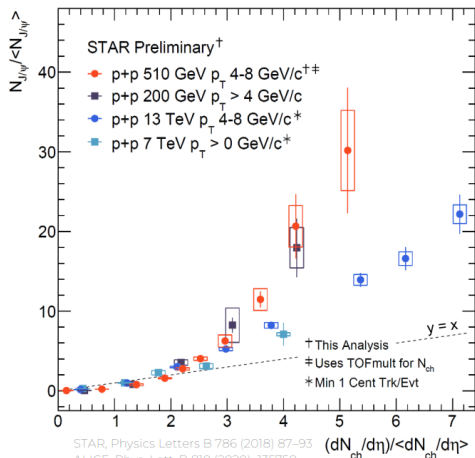 N_J/ψ/<N_J/ψ>
STAR Preliminary†
p+p 510 GeV p_T 4-8 GeV/c†‡
p+p 200 GeV p_T > 4 GeV/c
p+p 13 TeV p_T 4-8 GeV/c*
p+p 7 TeV p_T > 0 GeV/c*
40
30
20
10
0
y = x
†This Analysis
‡Uses TOFmult for N_ch
*Min 1 Cent Trk/Evt
0 1 2 3 4 5 6 7
STAR, Physics Letters B 786 (2018) 87–93
(dN_ch/dη)/<dN_ch/dη>